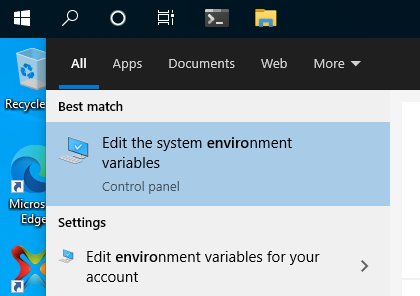 All Apps Documents Web More
Recycle
Best match
Edit the system environment
variables
Control panel
Microsof
Edge
Settings
Edit environment variables for your
account